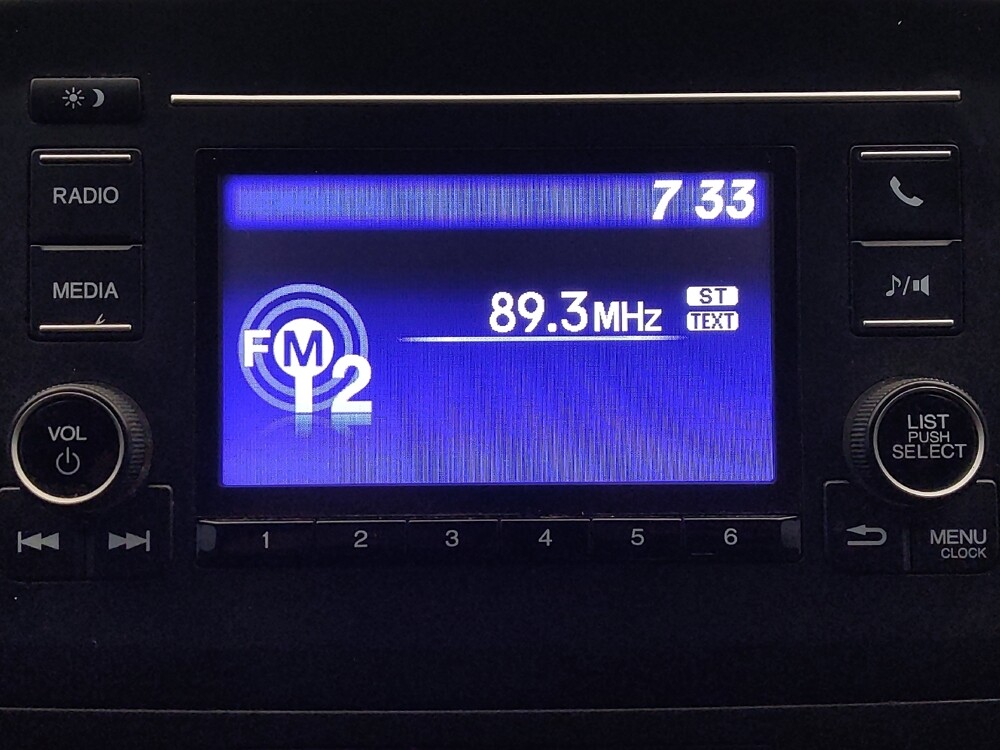 RADIO
MEDIA
VOL
7 33
89.3MHz
ST
TEXT
FM
2
1 2 3 4 5 6
LIST
PUSH
SELECT
MENU
CLOCK